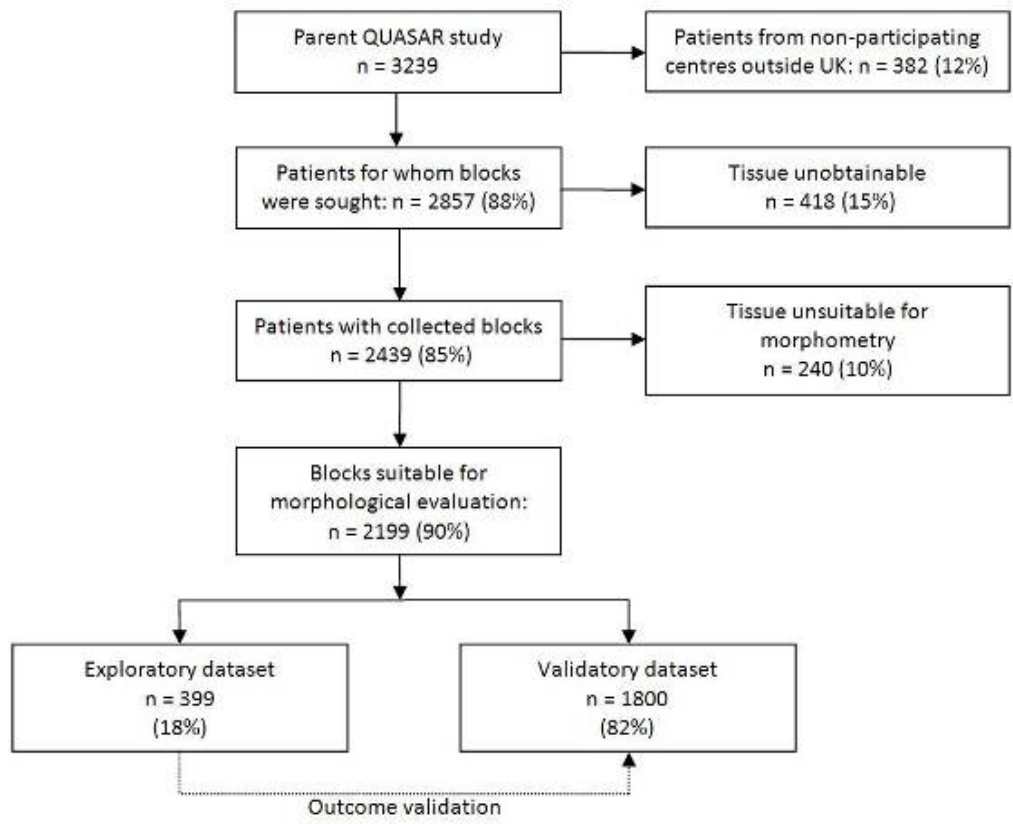 Parent QUASAR study
n = 3239
Patients from non-participating
centres outside UK: n = 382 (12%)
Patients for whom blocks
were sought: n = 2857 (88%)
Tissue unobtainable
n = 418 (15%)
Patients with collected blocks
n = 2439 (85%)
Tissue unsuitable for
morphometry
n = 240 (10%)
Blocks suitable for
morphological evaluation:
n = 2199 (90%)
Exploratory dataset
n = 399
(18%)
Validatory dataset
n = 1800
(82%)
Outcome validation